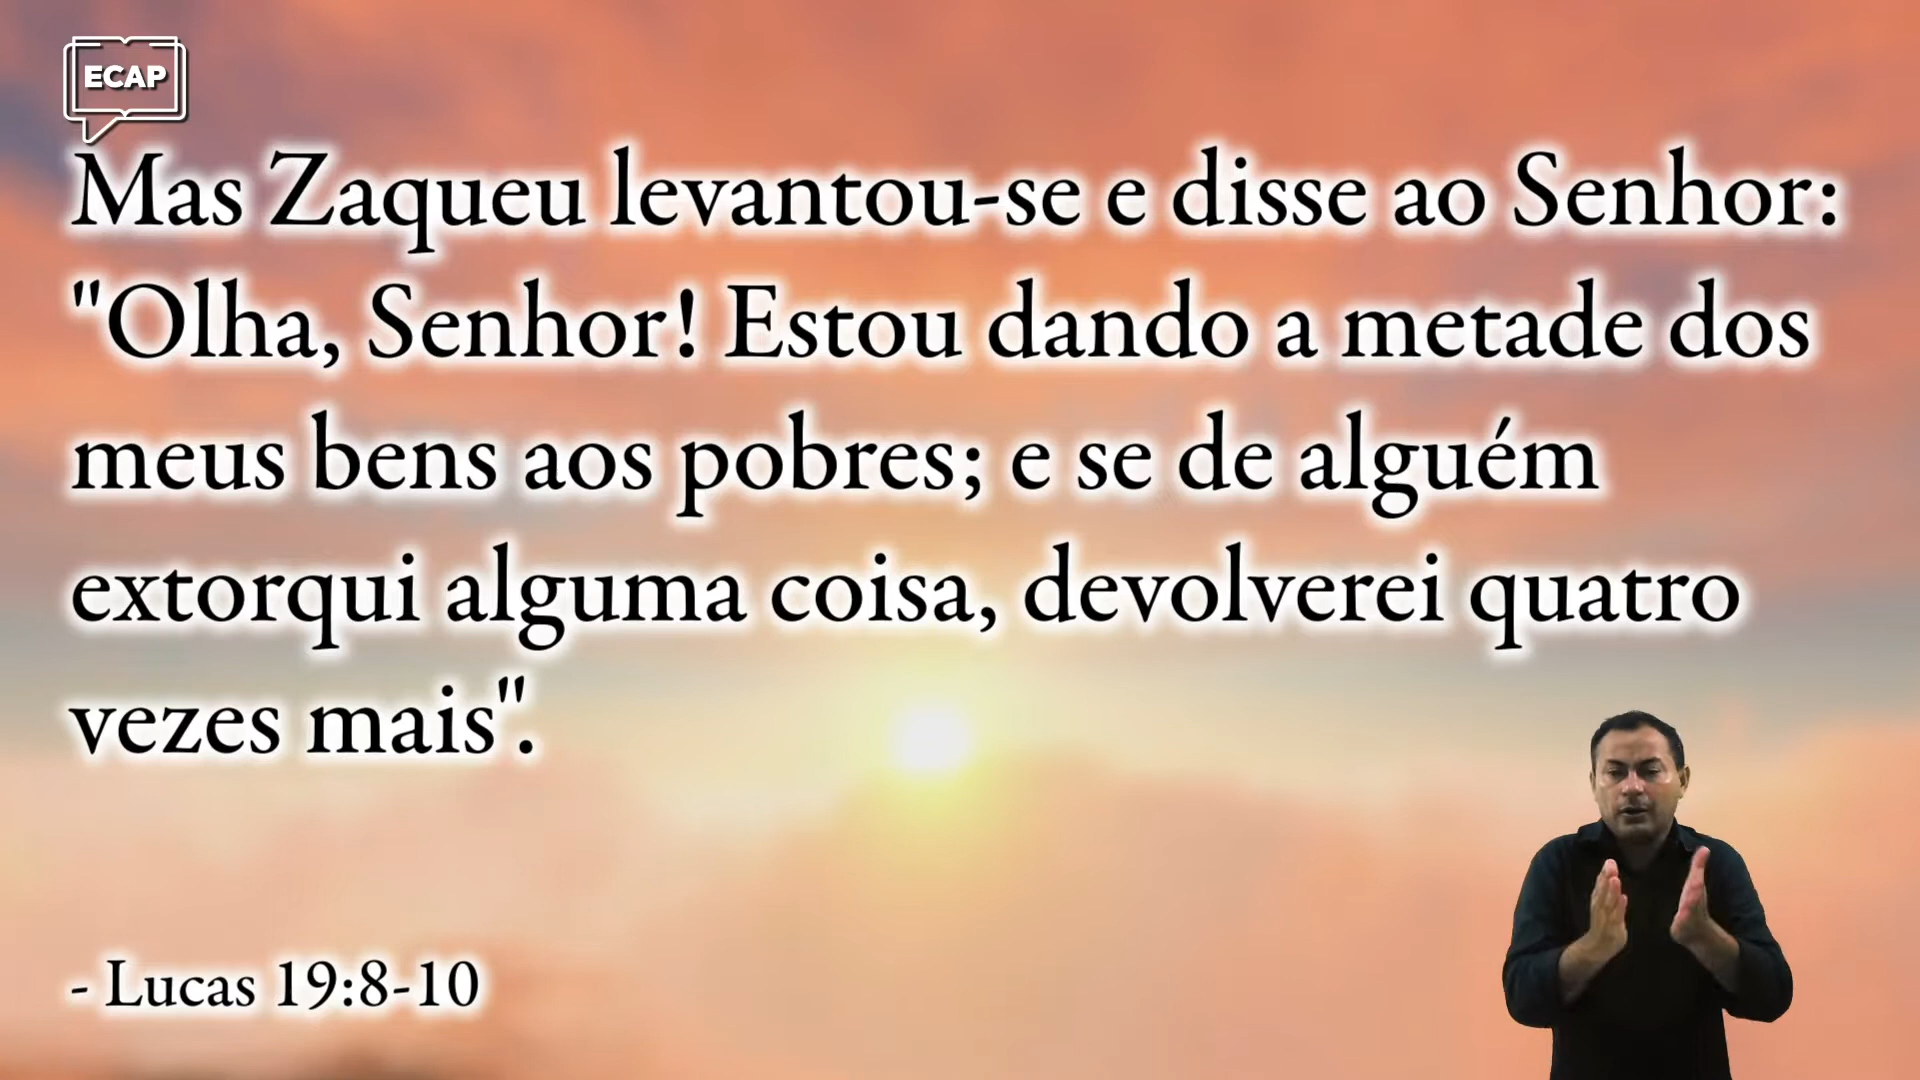 ECAP
Mas Zaqueu levantou-se e disse ao Senhor:
"Olha, Senhor! Estou dando a metade dos
meus bens aos pobres; e se de alguém
extorqui alguma coisa, devolverei quatro
vezes mais".
- Lucas 19:8-10